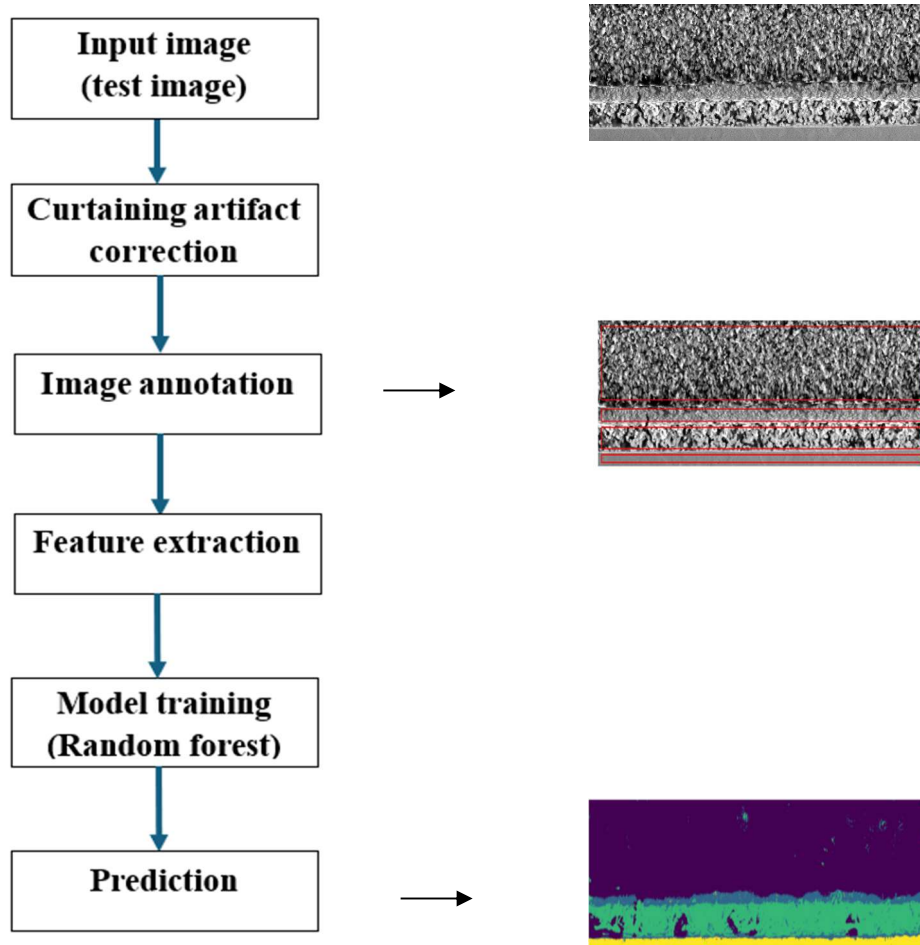 Input image
(test image)
Curtaining artifact
correction
Image annotation
Feature extraction
Model training
(Random forest)
Prediction